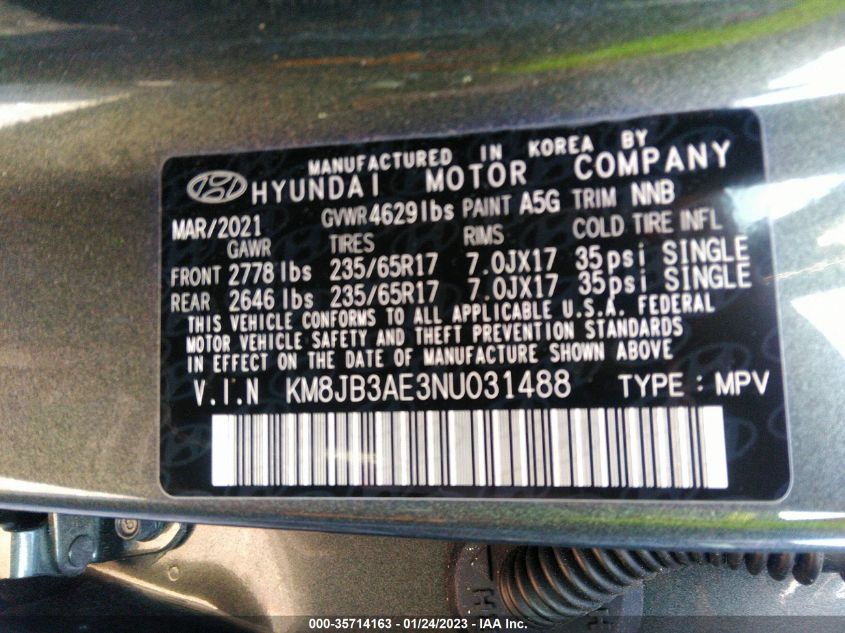 MANUFACTURED IN KOREA BY
HYUNDAI MOTOR COMPANY
MAR/2021 GVWR 4629lbs PAINT A5G TRIM NNB
GAWR TIRES RIMS COLD TIRE INFL
FRONT 2778 lbs 235/65R17 7.0JX17 35psi SINGLE
REAR 2646 lbs 235/65R17 7.0JX17 35psi SINGLE
THIS VEHICLE CONFORMS TO ALL APPLICABLE U.S.A. FEDERAL
MOTOR VEHICLE SAFETY AND THEFT PREVENTION STANDARDS
IN EFFECT ON THE DATE OF MANUFACTURE SHOWN ABOVE
V.I.N KM8JB3AE3NU031488 TYPE : MPV
000-35714163 - 01/24/2023 - IAA Inc.